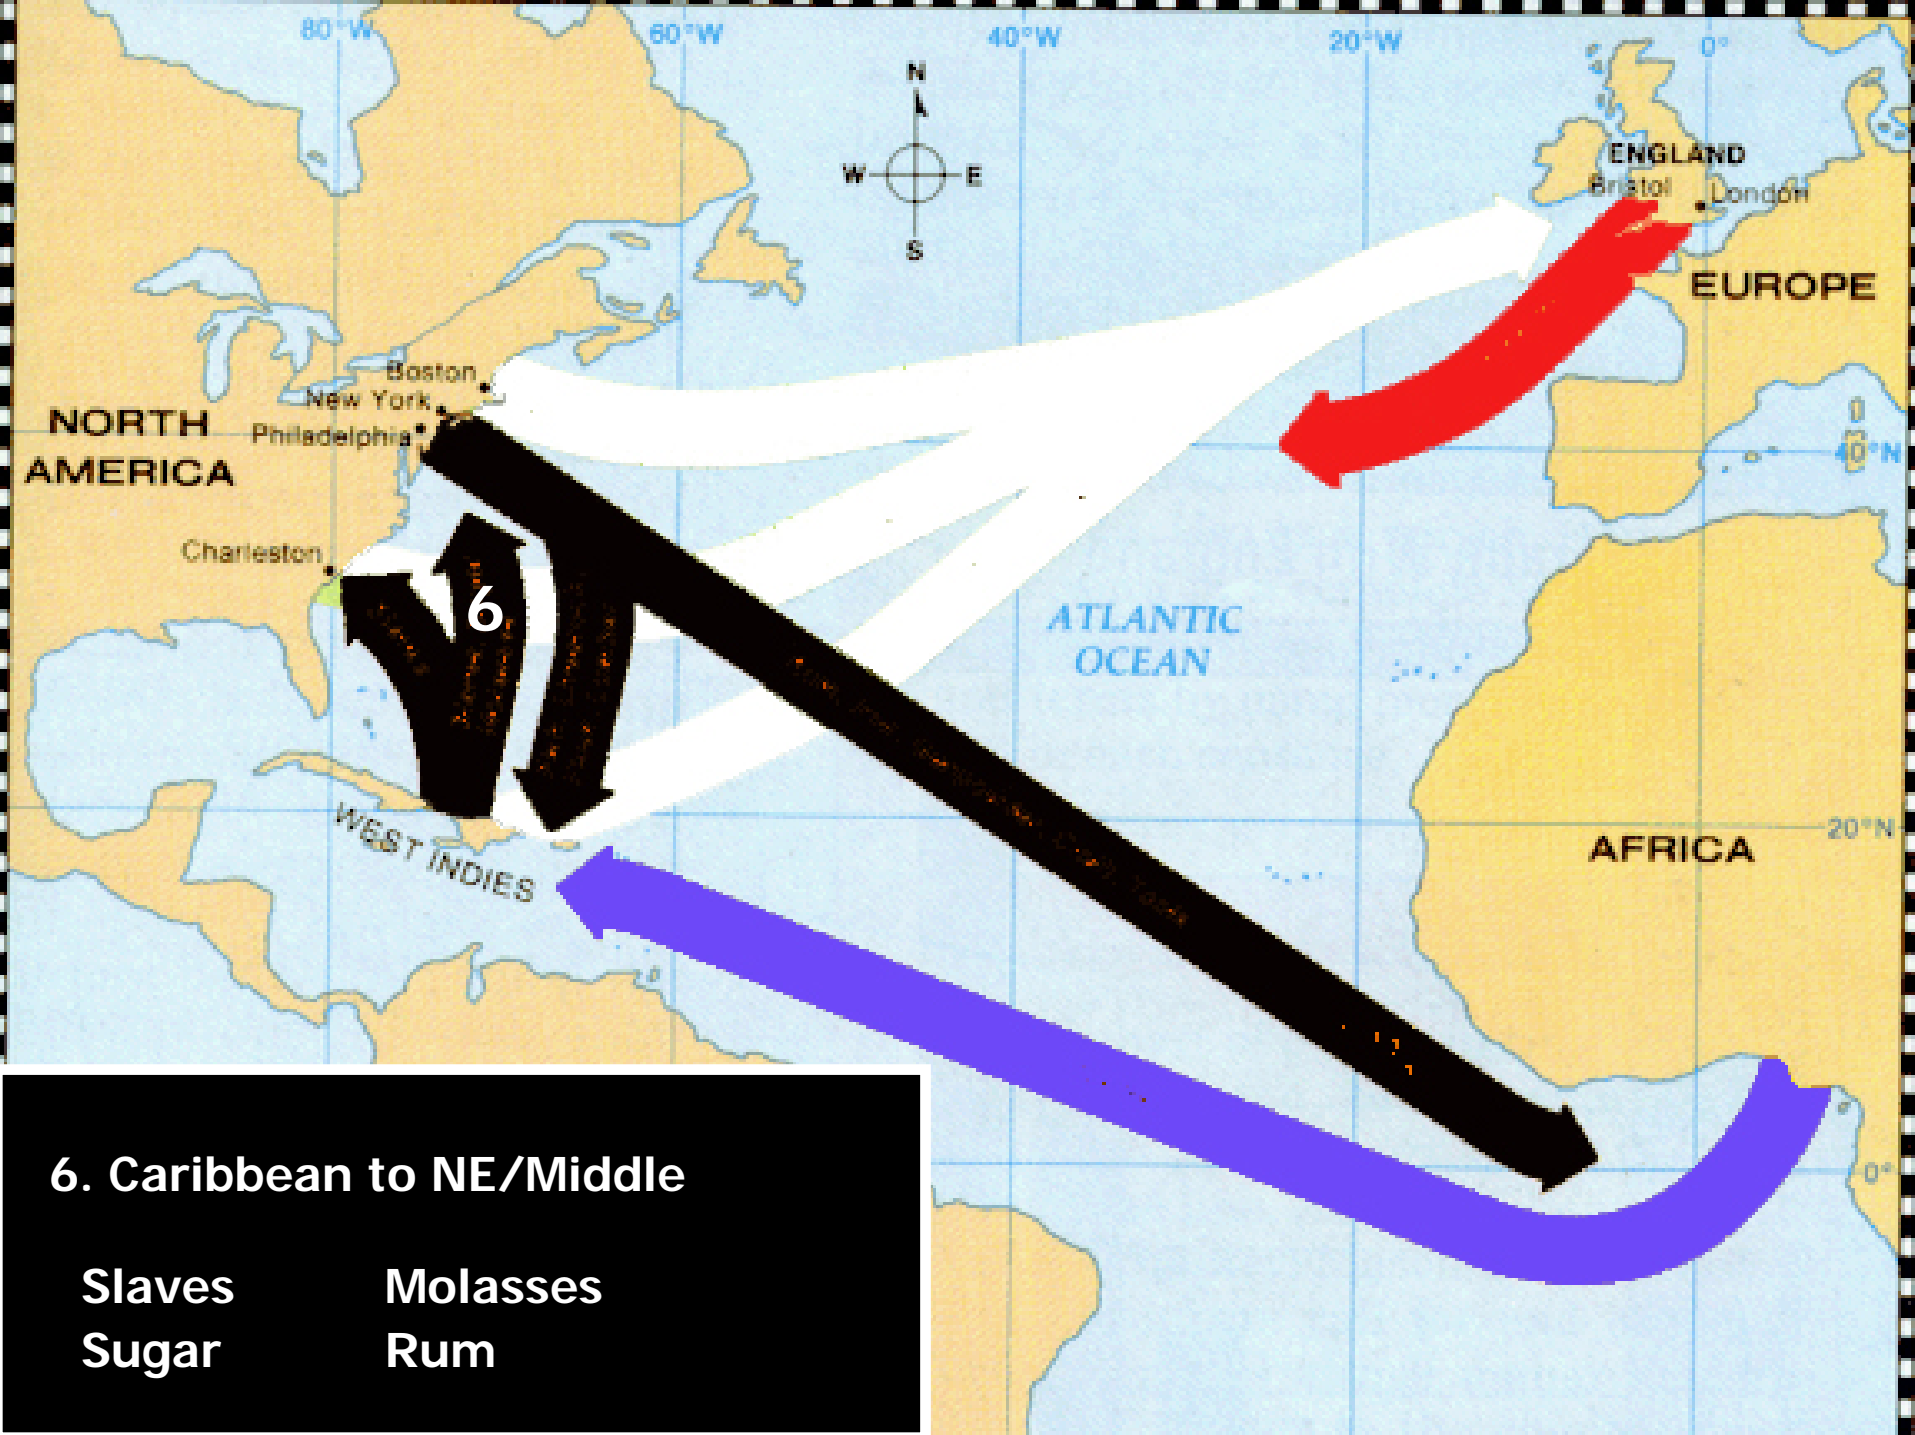 80°W
60°W
40°W
20°W
0°
N
W E
S
ENGLAND
Bristol
London
EUROPE
Boston
New York
Philadelphia
NORTH
AMERICA
40°N
Charleston
6
ATLANTIC
OCEAN
WEST INDIES
20°N
AFRICA
0°
6. Caribbean to NE/Middle
Slaves Molasses
Sugar Rum